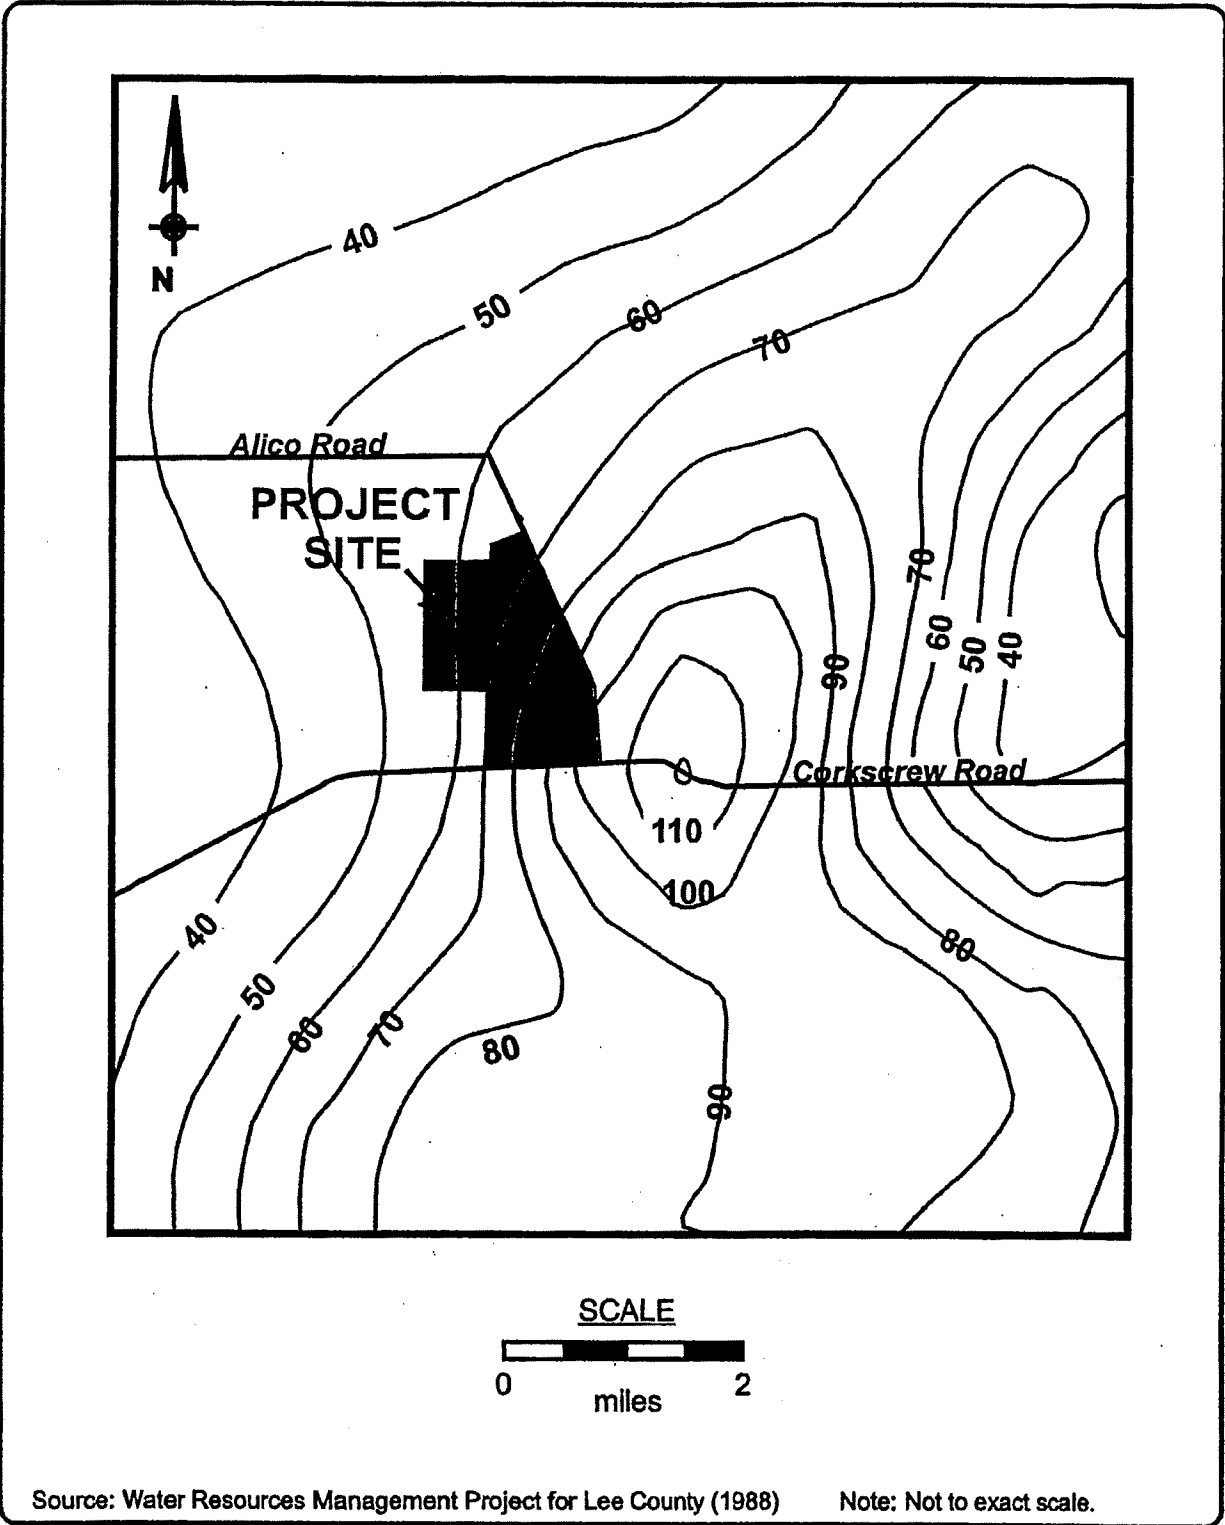 40
50
60
70
Alico Road
PROJECT
SITE
70
60
50
40
90
Corkscrew Road
110
100
40
50
60
70
80
80
90
N
SCALE
0 2
miles
Source: Water Resources Management Project for Lee County (1988) Note: Not to exact scale.